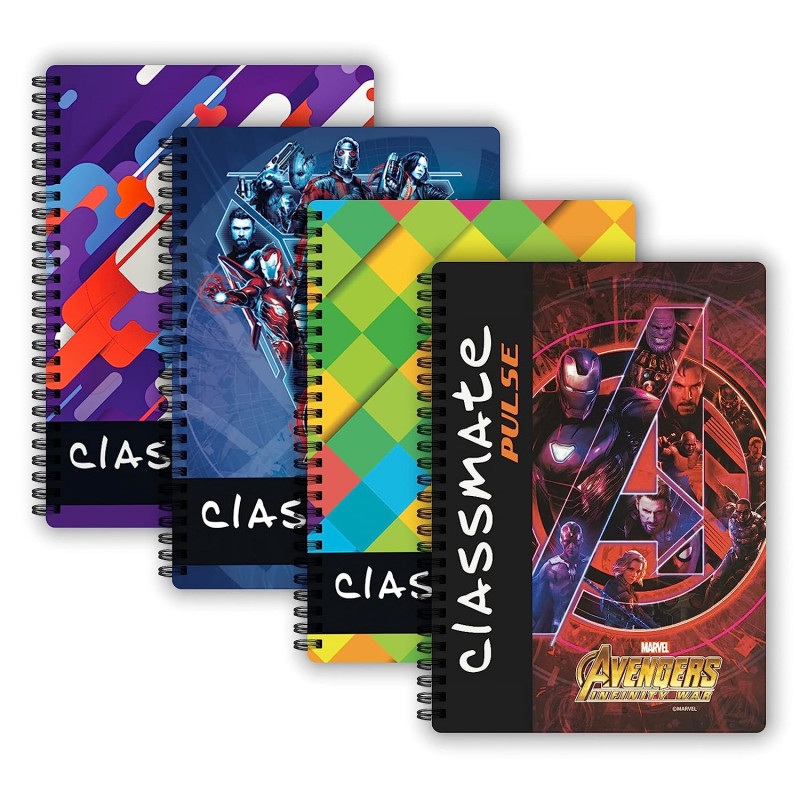 clAS
clAS
clAS
clASSMATE
PULSE
MARVEL
AVENGERS
INFINITY WAR
©MARVEL